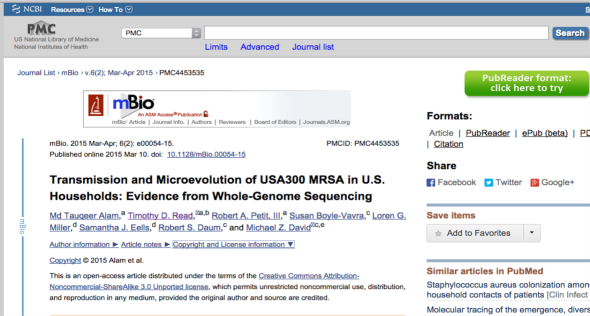 NCBI Resources How To
PMC
US National Library of Medicine
National Institutes of Health
PMC
Search
Limits Advanced Journal list
Journal List > mBio > v.6(2); Mar-Apr 2015 > PMC4453535
PubReader format:
click here to try
mBio
An ASM Access Publication
mBio Article | Journal Info. | Authors | Reviewers | Board of Editors | Journals.ASM.org
mBio. 2015 Mar-Apr; 6(2): e00054-15. PMCID: PMC4453535
Published online 2015 Mar 10. doi: 10.1128/mBio.00054-15
Transmission and Microevolution of USA300 MRSA in U.S.
Households: Evidence from Whole-Genome Sequencing
Md Tauqeer Alam,a Timothy D. Read,✉a,b Robert A. Petit, III,a Susan Boyle-Vavra,c Loren G.
Miller,d Samantha J. Eells,d Robert S. Daum,c and Michael Z. David✉c,e
Author information ► Article notes ► Copyright and License information ▼
Copyright © 2015 Alam et al.
This is an open-access article distributed under the terms of the Creative Commons Attribution-
Noncommercial-ShareAlike 3.0 Unported license, which permits unrestricted noncommercial use, distribution,
and reproduction in any medium, provided the original author and source are credited.
mBio
Formats:
Article | PubReader | ePub (beta) | PD
| Citation
Share
Facebook Twitter Google+
Save items
Add to Favorites
Similar articles in PubMed
Staphylococcus aureus colonization among
household contacts of patients [Clin Infect
Molecular tracing of the emergence, divers